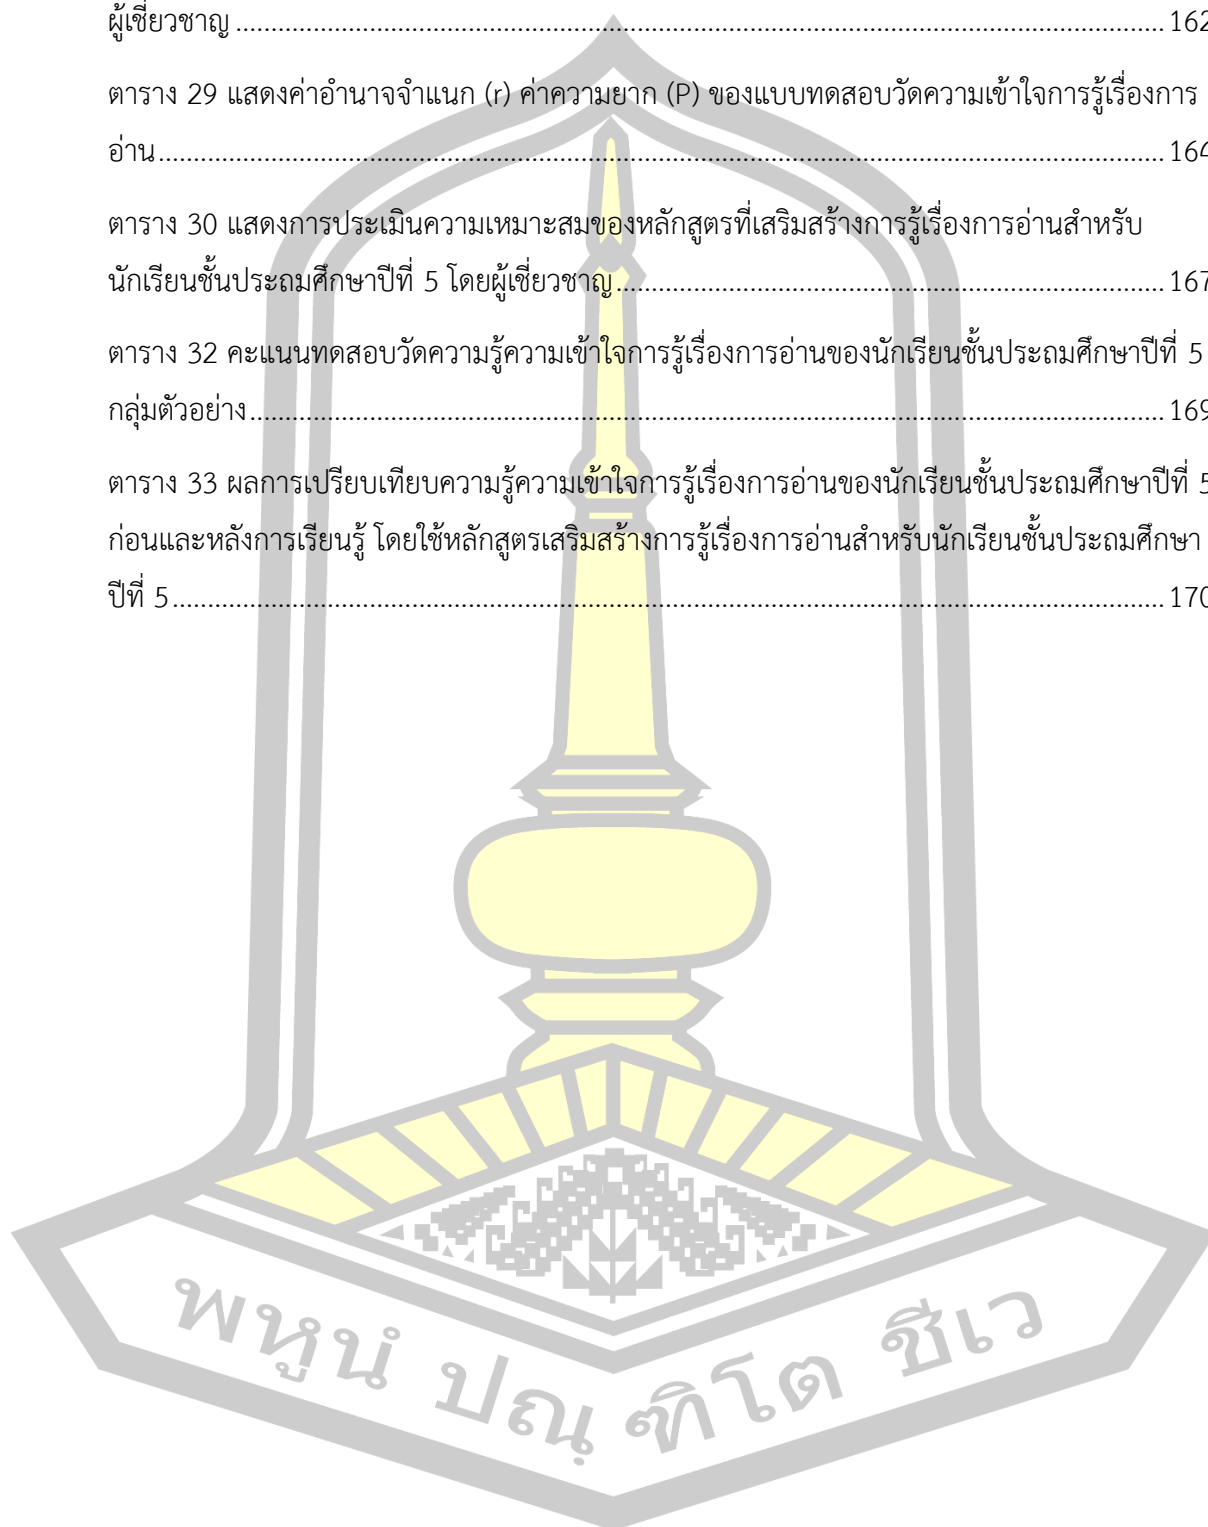 ผู้เชี่ยวชาญ ........................................................................................................................................ 162
ตาราง 29 แสดงค่าอำนาจจำแนก (r) ค่าความยาก (P) ของแบบทดสอบวัดความเข้าใจการรู้เรื่องการ
อ่าน ........................................................................................................................................ 164
ตาราง 30 แสดงการประเมินความเหมาะสมของหลักสูตรที่เสริมสร้างการรู้เรื่องการอ่านสำหรับ
นักเรียนชั้นประถมศึกษาปีที่ 5 โดยผู้เชี่ยวชาญ ........................................................................ 167
ตาราง 32 คะแนนทดสอบวัดความรู้ความเข้าใจการรู้เรื่องการอ่านของนักเรียนชั้นประถมศึกษาปีที่ 5
กลุ่มตัวอย่าง ........................................................................................................................ 169
ตาราง 33 ผลการเปรียบเทียบความรู้ความเข้าใจการรู้เรื่องการอ่านของนักเรียนชั้นประถมศึกษาปีที่ 5
ก่อนและหลังการเรียนรู้ โดยใช้หลักสูตรเสริมสร้างการรู้เรื่องการอ่านสำหรับนักเรียนชั้นประถมศึกษา
ปีที่ 5 ........................................................................................................................................ 170
พหูนํ ปณฺฑิโต ชีเว